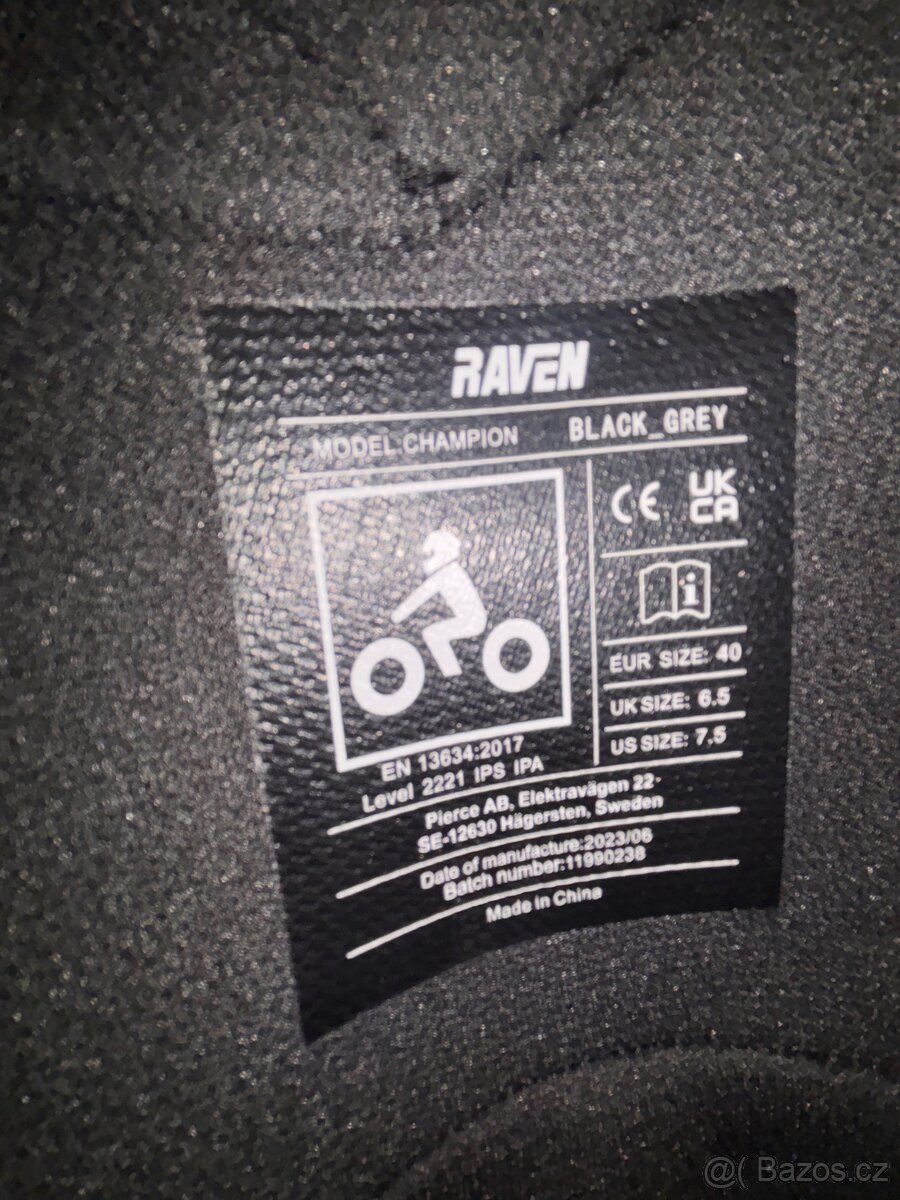 RAVEN
MODEL:CHAMPION BLACK_GREY
CE UK
CA
i
EUR SIZE: 40
UK SIZE: 6.5
US SIZE: 7.5
EN 13634:2017
Level 2221 IPS IPA
Pierce AB, Elektravägen 22-
SE-12630 Hägersten, Sweden
Date of manufacture:2023/06
Batch number:11990238
Made in China
@( Bazos.cz